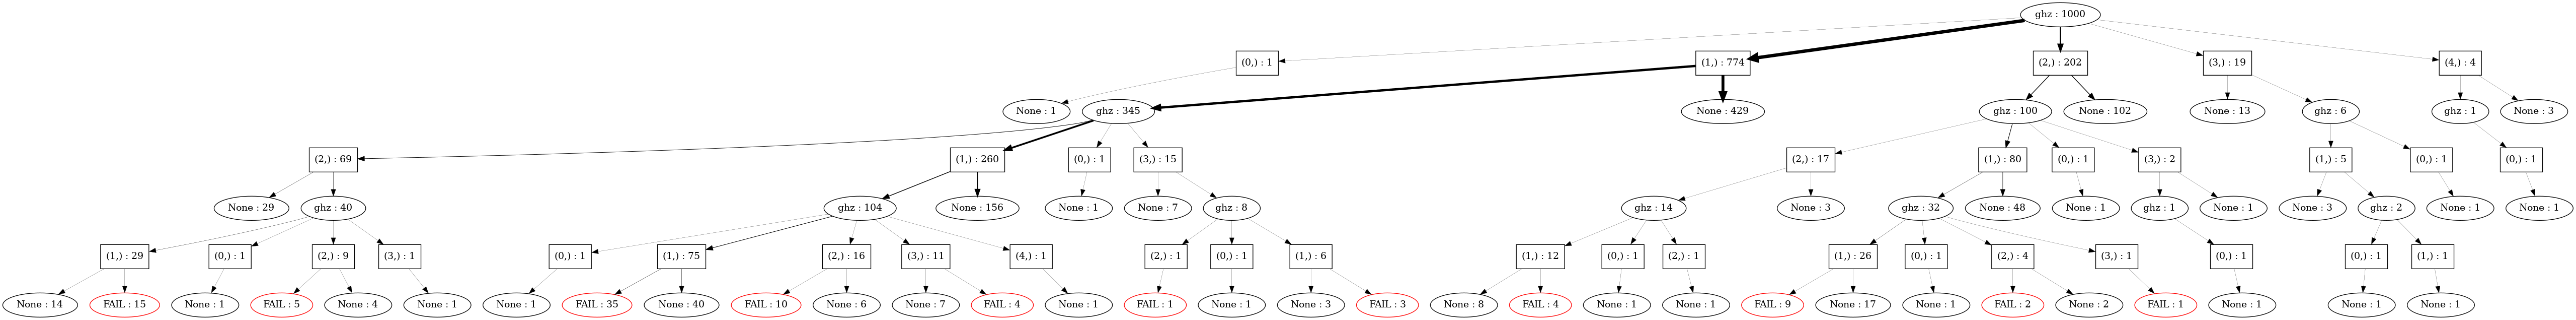 ghz : 1000
(0,) : 1
(1,) : 774
(2,) : 202
(3,) : 19
(4,) : 4
None : 1
ghz : 345
None : 429
ghz : 100
None : 102
None : 13
ghz : 6
ghz : 1
None : 3
(2,) : 69
(1,) : 260
(0,) : 1
(3,) : 15
(2,) : 17
(1,) : 80
(0,) : 1
(3,) : 2
(1,) : 5
(0,) : 1
(0,) : 1
None : 29
ghz : 40
ghz : 104
None : 156
None : 1
None : 7
ghz : 8
ghz : 14
None : 3
ghz : 32
None : 48
None : 1
ghz : 1
None : 1
None : 3
ghz : 2
None : 1
None : 1
(1,) : 29
(0,) : 1
(2,) : 9
(3,) : 1
(0,) : 1
(1,) : 75
(2,) : 16
(3,) : 11
(4,) : 1
(2,) : 1
(0,) : 1
(1,) : 6
(1,) : 12
(0,) : 1
(2,) : 1
(1,) : 26
(0,) : 1
(2,) : 4
(3,) : 1
(0,) : 1
(0,) : 1
(1,) : 1
None : 14
FAIL : 15
None : 1
FAIL : 5
None : 4
None : 1
None : 1
FAIL : 35
None : 40
FAIL : 10
None : 6
None : 7
FAIL : 4
None : 1
FAIL : 1
None : 1
None : 3
FAIL : 3
None : 8
FAIL : 4
None : 1
None : 1
FAIL : 9
None : 17
None : 1
FAIL : 2
None : 2
FAIL : 1
None : 1
None : 1
None : 1